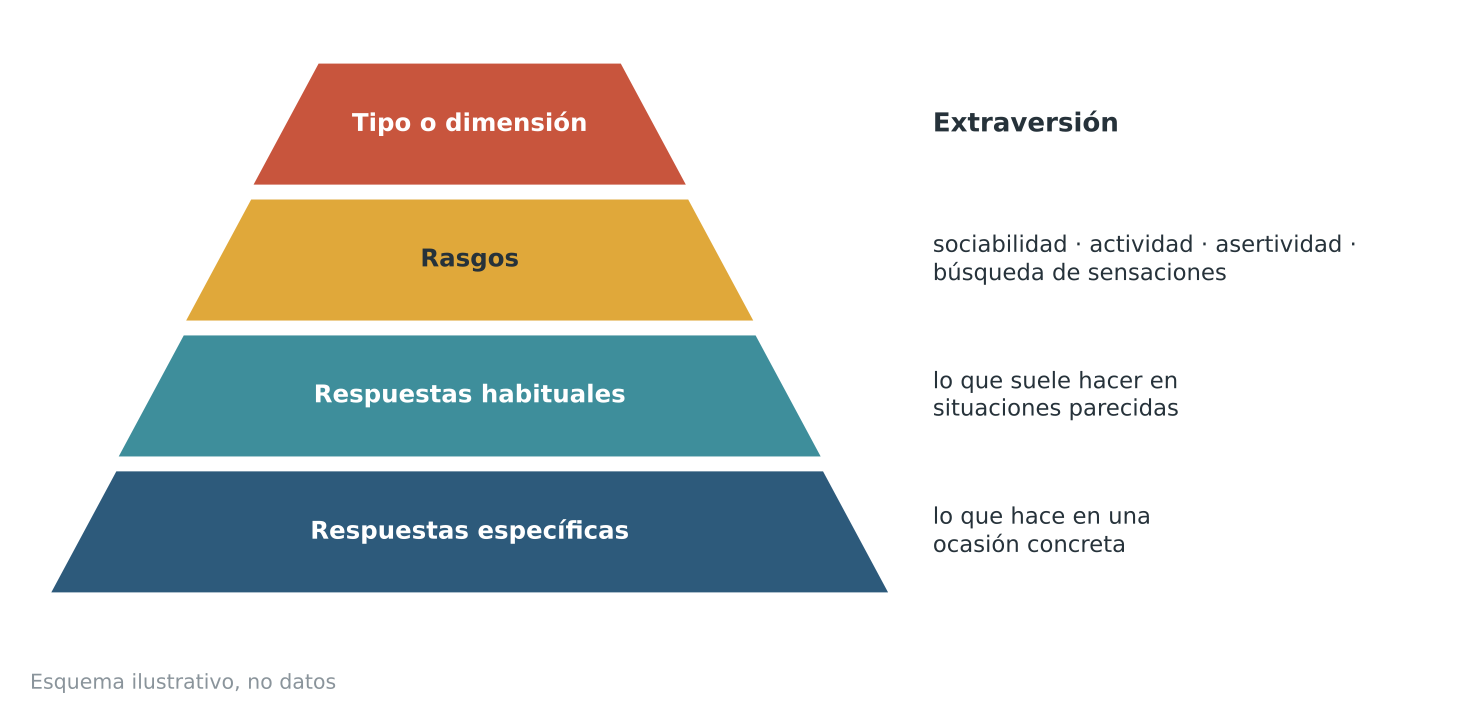 Tipo o dimensión
Extraversión
Rasgos
sociabilidad · actividad · asertividad ·
búsqueda de sensaciones
Respuestas habituales
lo que suele hacer en
situaciones parecidas
Respuestas específicas
lo que hace en una
ocasión concreta
Esquema ilustrativo, no datos